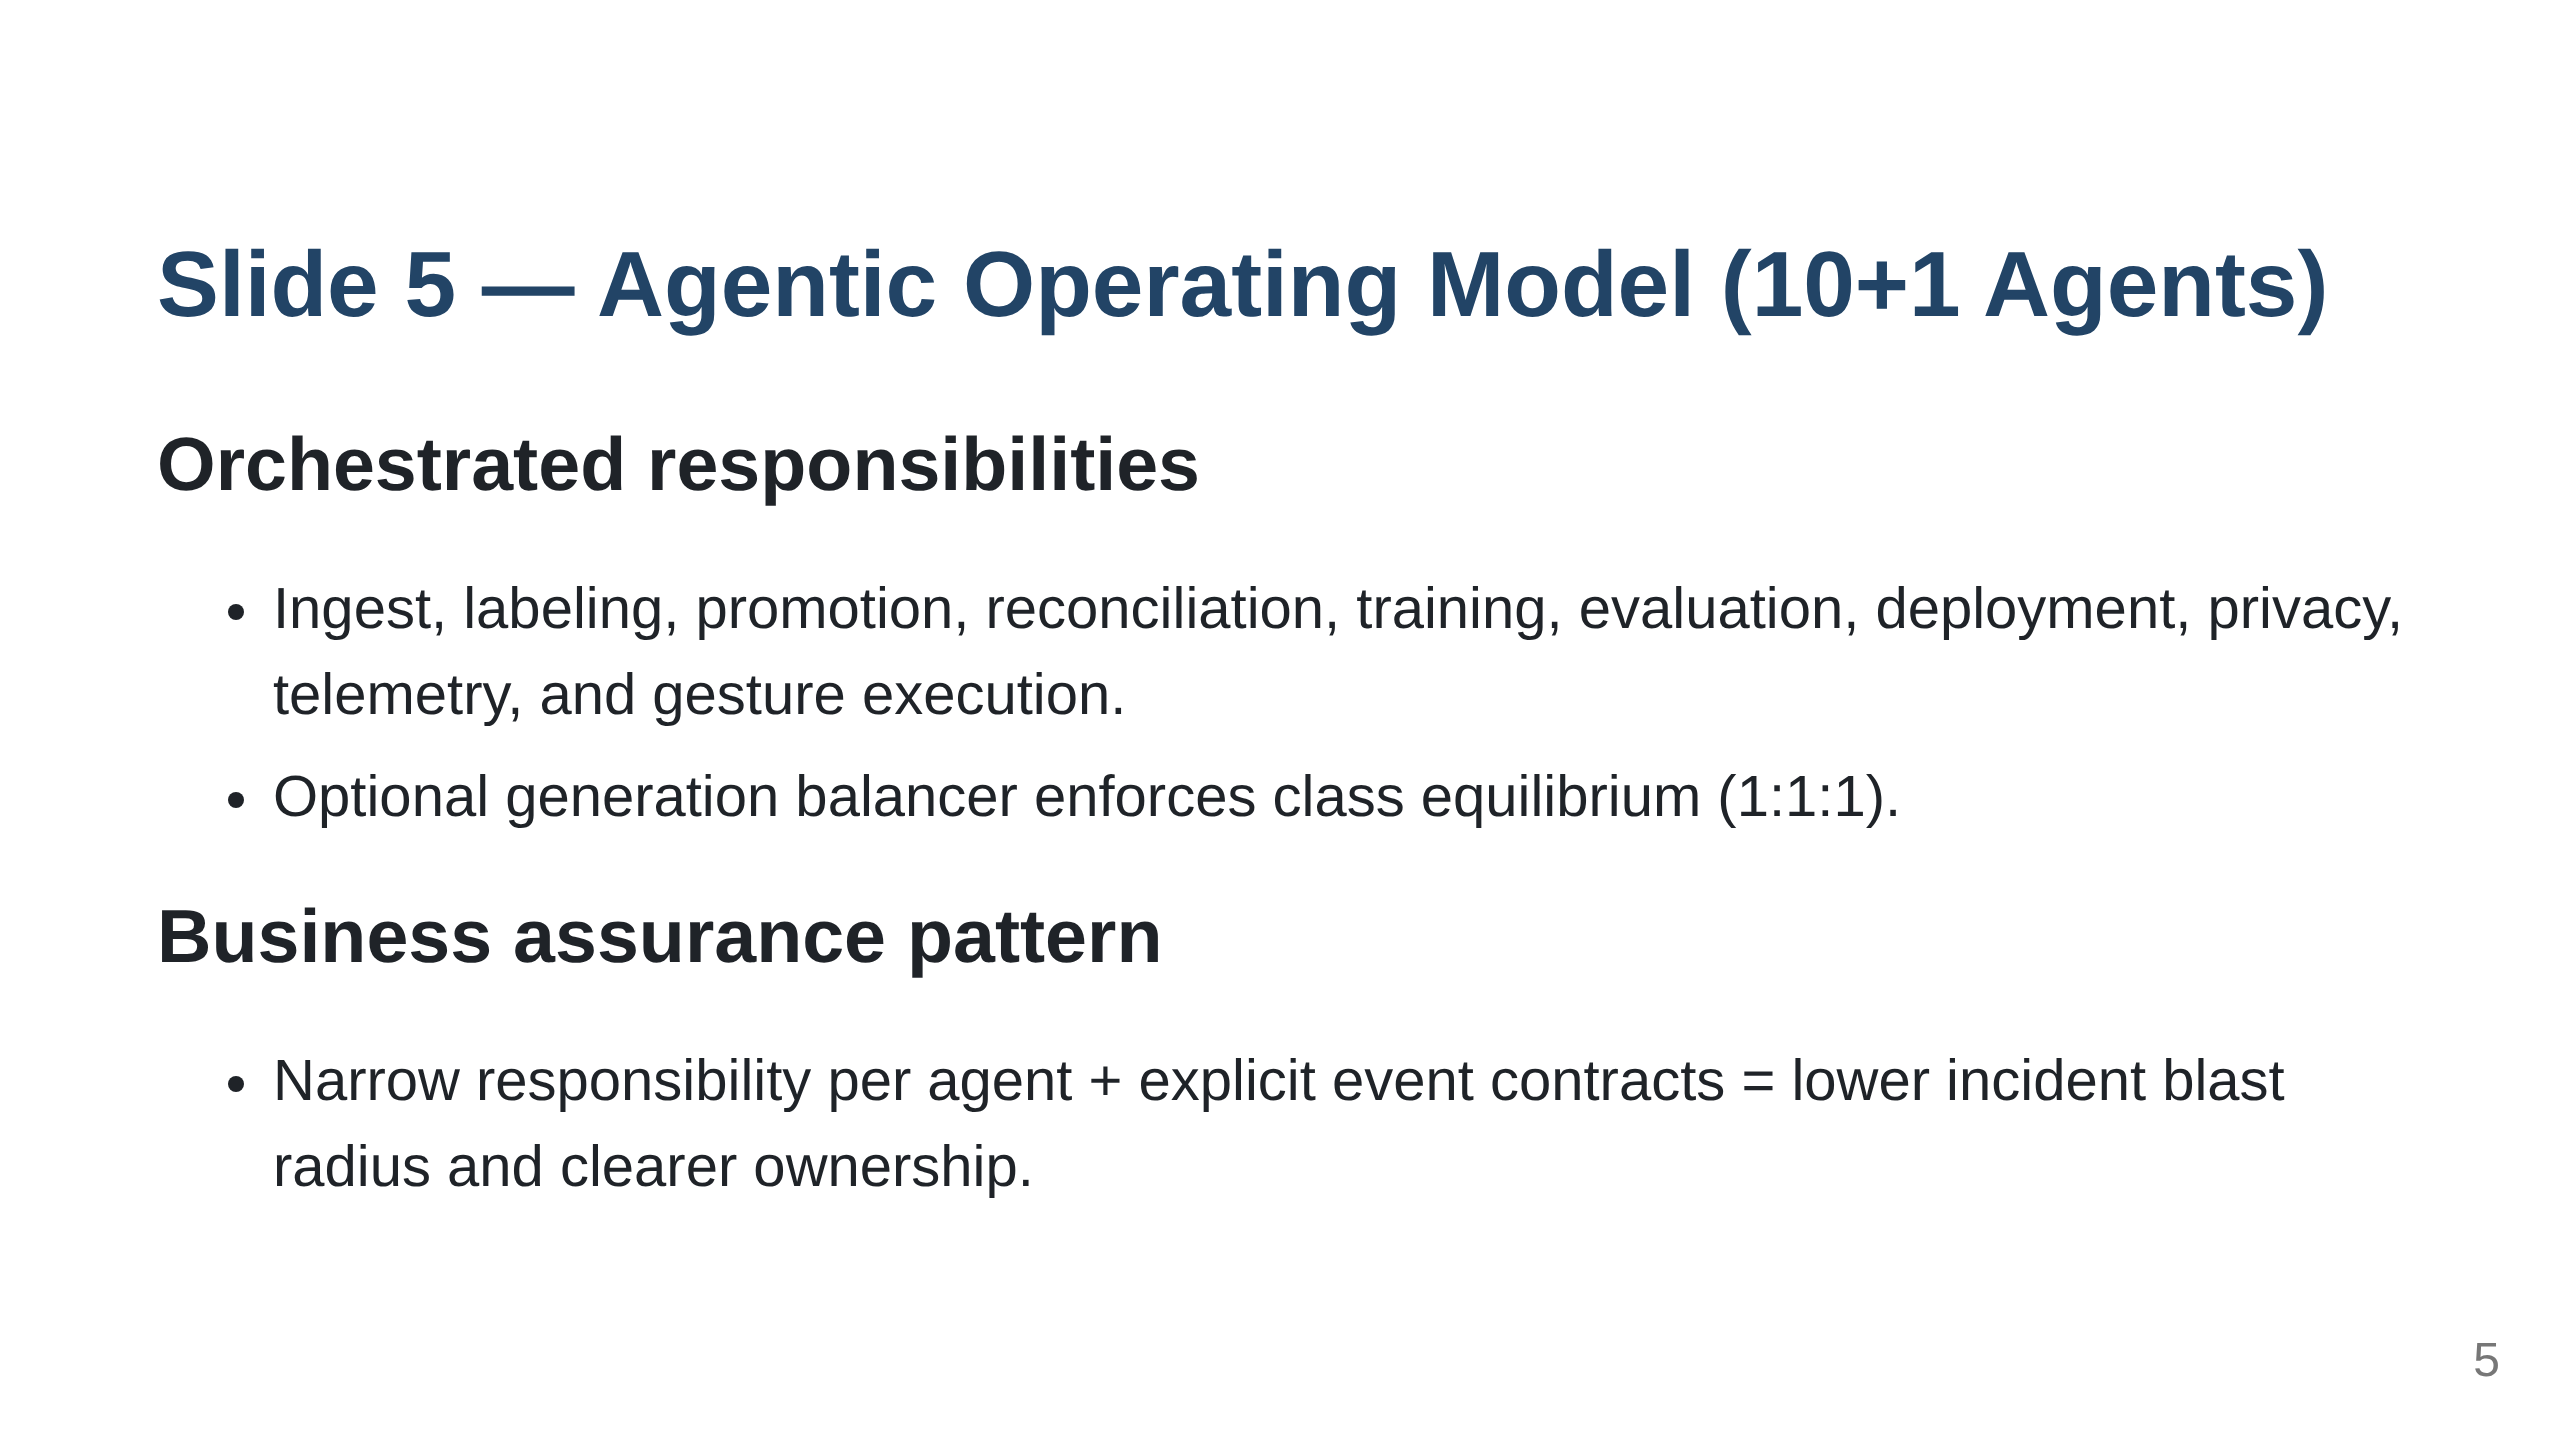 Slide 5 — Agentic Operating Model (10+1 Agents)
Orchestrated responsibilities
• Ingest, labeling, promotion, reconciliation, training, evaluation, deployment, privacy,
telemetry, and gesture execution.
• Optional generation balancer enforces class equilibrium (1:1:1).
Business assurance pattern
• Narrow responsibility per agent + explicit event contracts = lower incident blast
radius and clearer ownership.
5